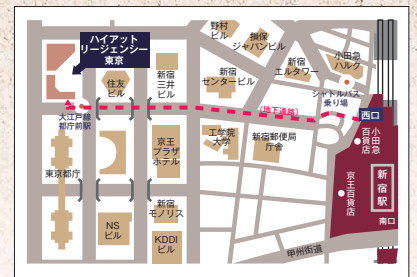 ハイアット
リージェンシー
東京
野村
ビル
損保
ジャパンビル
小田急
ハルク
新宿
エルタワー
新宿
センタービル
新宿
三井
ビル
住友
ビル
シャトルバス
乗り場
(地下通路)
西口
大江戸線
都庁前駅
小田急
百貨店
工学院
大学
新宿郵便局
庁舎
京王
プラザ
ホテル
東京都庁
新宿駅
京王百貨店
新宿
モノリス
南口
NS
ビル
KDDI
ビル
甲州街道